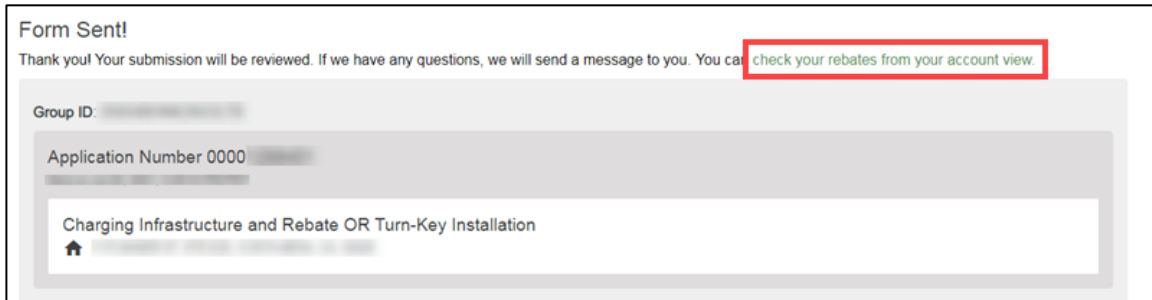 Form Sent!
Thank you! Your submission will be reviewed. If we have any questions, we will send a message to you. You can check your rebates from your account view.
Group ID:
Application Number 0000
Charging Infrastructure and Rebate OR Turn-Key Installation